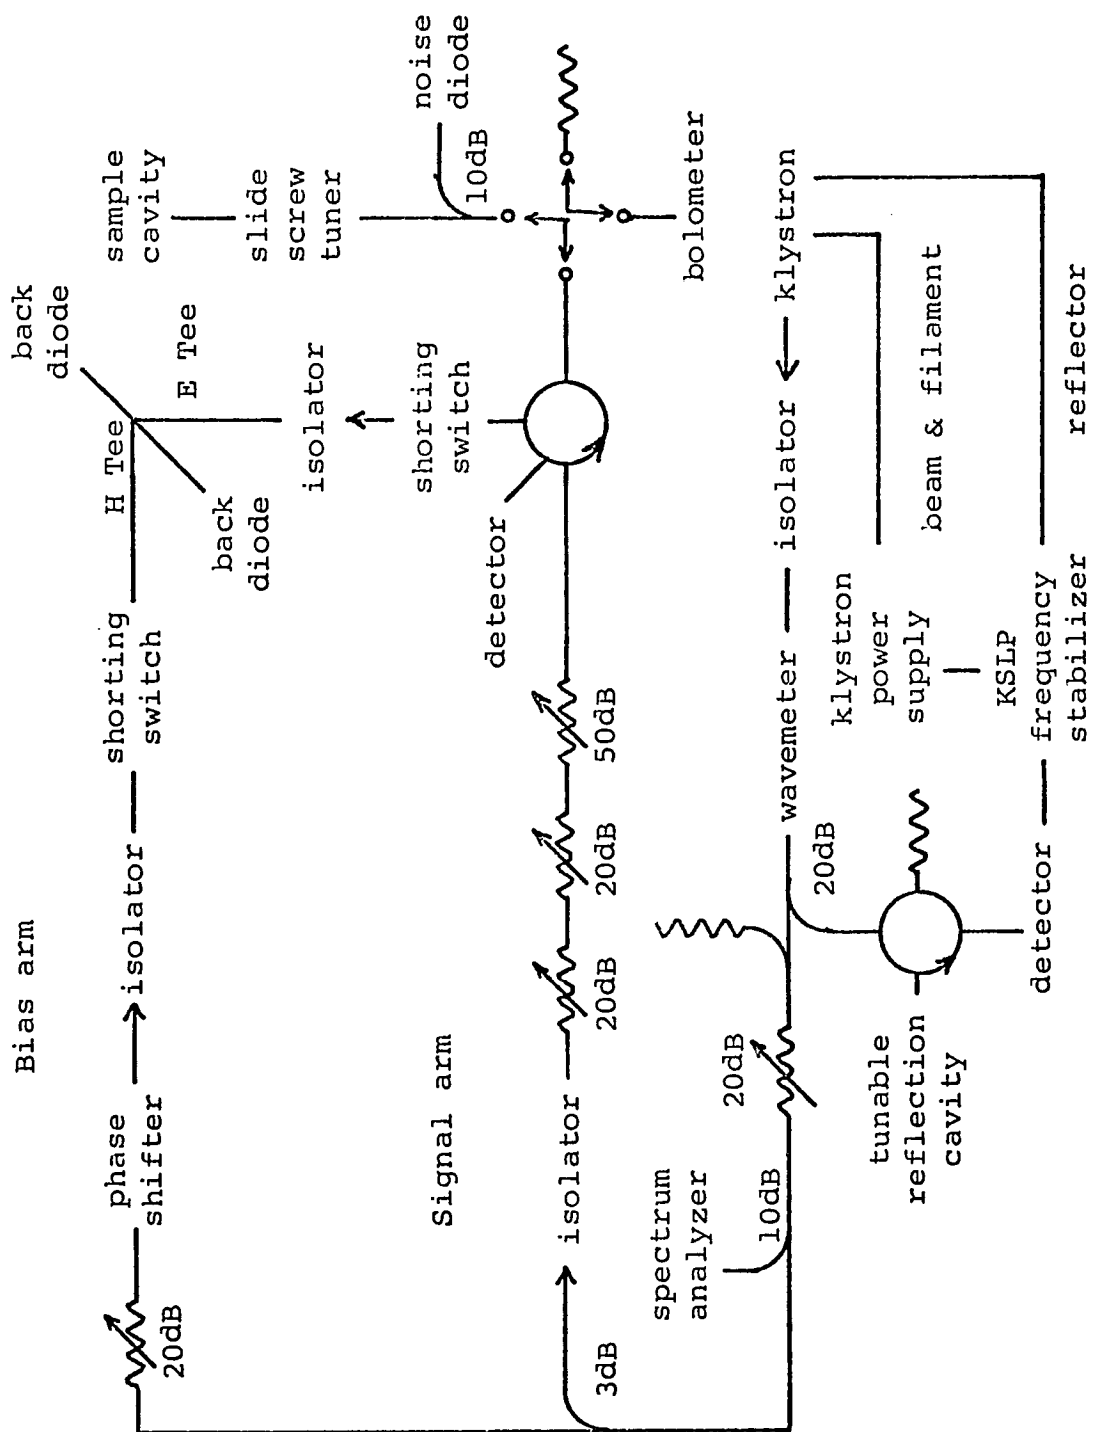 Bias arm
20dB
phase
shifter
isolator
shorting
switch
H Tee
back
diode
back
diode
E Tee
isolator
shorting
switch
sample
cavity
slide
screw
tuner
noise
diode
10dB
Signal arm
3dB
isolator
20dB
20dB
50dB
detector
bolometer
spectrum
analyzer
10dB
20dB
wavemeter
isolator
klystron
20dB
tunable
reflection
cavity
detector
klystron
power
supply
beam & filament
KSLP
frequency
stabilizer
reflector